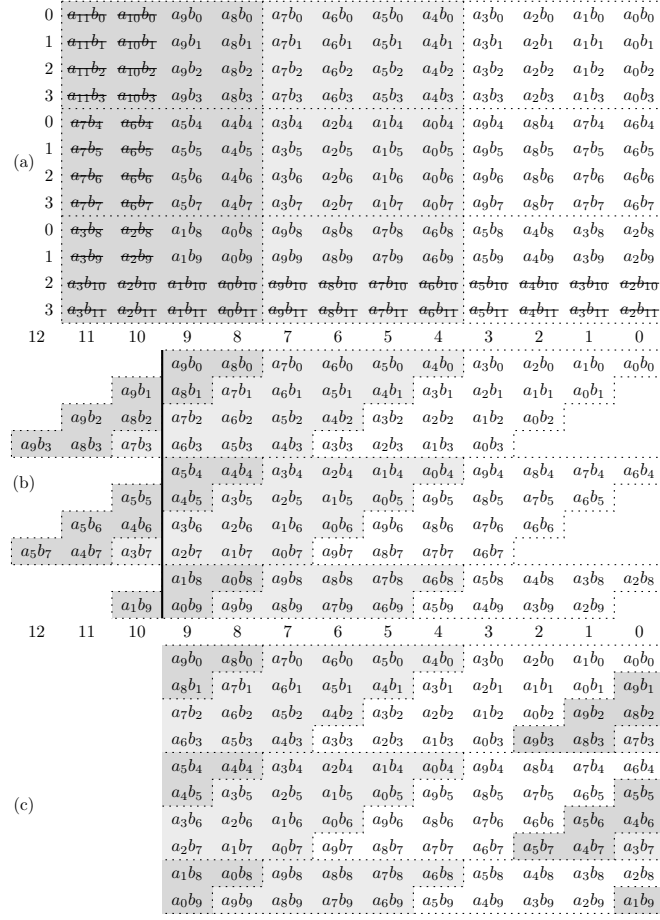 0 a₁₁b₀ a₁₀b₀ a₉b₀ a₈b₀ a₇b₀ a₆b₀ a₅b₀ a₄b₀ a₃b₀ a₂b₀ a₁b₀ a₀b₀
1 a₁₁b₁ a₁₀b₁ a₉b₁ a₈b₁ a₇b₁ a₆b₁ a₅b₁ a₄b₁ a₃b₁ a₂b₁ a₁b₁ a₀b₁
2 a₁₁b₂ a₁₀b₂ a₉b₂ a₈b₂ a₇b₂ a₆b₂ a₅b₂ a₄b₂ a₃b₂ a₂b₂ a₁b₂ a₀b₂
3 a₁₁b₃ a₁₀b₃ a₉b₃ a₈b₃ a₇b₃ a₆b₃ a₅b₃ a₄b₃ a₃b₃ a₂b₃ a₁b₃ a₀b₃
0 a₇b₄ a₆b₄ a₅b₄ a₄b₄ a₃b₄ a₂b₄ a₁b₄ a₀b₄ a₉b₄ a₈b₄ a₇b₄ a₆b₄
1 a₇b₅ a₆b₅ a₅b₅ a₄b₅ a₃b₅ a₂b₅ a₁b₅ a₀b₅ a₉b₅ a₈b₅ a₇b₅ a₆b₅
(a)
2 a₇b₆ a₆b₆ a₅b₆ a₄b₆ a₃b₆ a₂b₆ a₁b₆ a₀b₆ a₉b₆ a₈b₆ a₇b₆ a₆b₆
3 a₇b₇ a₆b₇ a₅b₇ a₄b₇ a₃b₇ a₂b₇ a₁b₇ a₀b₇ a₉b₇ a₈b₇ a₇b₇ a₆b₇
0 a₃b₈ a₂b₈ a₁b₈ a₀b₈ a₉b₈ a₈b₈ a₇b₈ a₆b₈ a₅b₈ a₄b₈ a₃b₈ a₂b₈
1 a₃b₉ a₂b₉ a₁b₉ a₀b₉ a₉b₉ a₈b₉ a₇b₉ a₆b₉ a₅b₉ a₄b₉ a₃b₉ a₂b₉
2 a₃b₁₀ a₂b₁₀ a₁b₁₀ a₀b₁₀ a₉b₁₀ a₈b₁₀ a₇b₁₀ a₆b₁₀ a₅b₁₀ a₄b₁₀ a₃b₁₀ a₂b₁₀
3 a₃b₁₁ a₂b₁₁ a₁b₁₁ a₀b₁₁ a₉b₁₁ a₈b₁₁ a₇b₁₁ a₆b₁₁ a₅b₁₁ a₄b₁₁ a₃b₁₁ a₂b₁₁
12 11 10 9 8 7 6 5 4 3 2 1 0
a₉b₀ a₈b₀ a₇b₀ a₆b₀ a₅b₀ a₄b₀ a₃b₀ a₂b₀ a₁b₀ a₀b₀
a₉b₁ a₈b₁ a₇b₁ a₆b₁ a₅b₁ a₄b₁ a₃b₁ a₂b₁ a₁b₁ a₀b₁
a₉b₂ a₈b₂ a₇b₂ a₆b₂ a₅b₂ a₄b₂ a₃b₂ a₂b₂ a₁b₂ a₀b₂
a₉b₃ a₈b₃ a₇b₃ a₆b₃ a₅b₃ a₄b₃ a₃b₃ a₂b₃ a₁b₃ a₀b₃
a₅b₄ a₄b₄ a₃b₄ a₂b₄ a₁b₄ a₀b₄ a₉b₄ a₈b₄ a₇b₄ a₆b₄
(b)
a₅b₅ a₄b₅ a₃b₅ a₂b₅ a₁b₅ a₀b₅ a₉b₅ a₈b₅ a₇b₅ a₆b₅
a₅b₆ a₄b₆ a₃b₆ a₂b₆ a₁b₆ a₀b₆ a₉b₆ a₈b₆ a₇b₆ a₆b₆
a₅b₇ a₄b₇ a₃b₇ a₂b₇ a₁b₇ a₀b₇ a₉b₇ a₈b₇ a₇b₇ a₆b₇
a₁b₈ a₀b₈ a₉b₈ a₈b₈ a₇b₈ a₆b₈ a₅b₈ a₄b₈ a₃b₈ a₂b₈
a₁b₉ a₀b₉ a₉b₉ a₈b₉ a₇b₉ a₆b₉ a₅b₉ a₄b₉ a₃b₉ a₂b₉
12 11 10 9 8 7 6 5 4 3 2 1 0
a₉b₀ a₈b₀ a₇b₀ a₆b₀ a₅b₀ a₄b₀ a₃b₀ a₂b₀ a₁b₀ a₀b₀
a₈b₁ a₇b₁ a₆b₁ a₅b₁ a₄b₁ a₃b₁ a₂b₁ a₁b₁ a₀b₁ a₉b₁
a₇b₂ a₆b₂ a₅b₂ a₄b₂ a₃b₂ a₂b₂ a₁b₂ a₀b₂ a₉b₂ a₈b₂
a₆b₃ a₅b₃ a₄b₃ a₃b₃ a₂b₃ a₁b₃ a₀b₃ a₉b₃ a₈b₃ a₇b₃
a₅b₄ a₄b₄ a₃b₄ a₂b₄ a₁b₄ a₀b₄ a₉b₄ a₈b₄ a₇b₄ a₆b₄
a₄b₅ a₃b₅ a₂b₅ a₁b₅ a₀b₅ a₉b₅ a₈b₅ a₇b₅ a₆b₅ a₅b₅
(c)
a₃b₆ a₂b₆ a₁b₆ a₀b₆ a₉b₆ a₈b₆ a₇b₆ a₆b₆ a₅b₆ a₄b₆
a₂b₇ a₁b₇ a₀b₇ a₉b₇ a₈b₇ a₇b₇ a₆b₇ a₅b₇ a₄b₇ a₃b₇
a₁b₈ a₀b₈ a₉b₈ a₈b₈ a₇b₈ a₆b₈ a₅b₈ a₄b₈ a₃b₈ a₂b₈
a₀b₉ a₉b₉ a₈b₉ a₇b₉ a₆b₉ a₅b₉ a₄b₉ a₃b₉ a₂b₉ a₁b₉